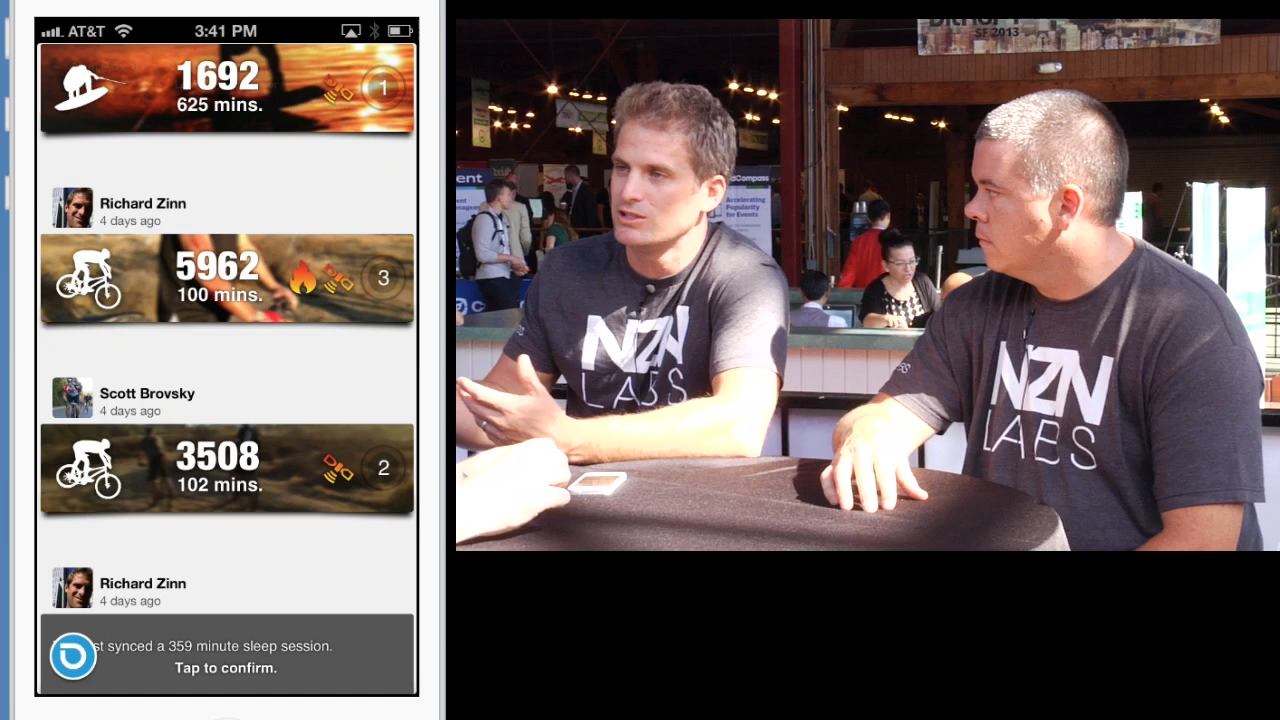 AT&T
3:41 PM
1692
625 mins.
1
Richard Zinn
4 days ago
5962
100 mins.
3
Scott Brovsky
4 days ago
3508
102 mins.
2
Richard Zinn
4 days ago
st synced a 359 minute sleep session.
Tap to confirm.
SF 2013
Accelerating
Popularity
for Events
NZN
LABS
NZN
LABS